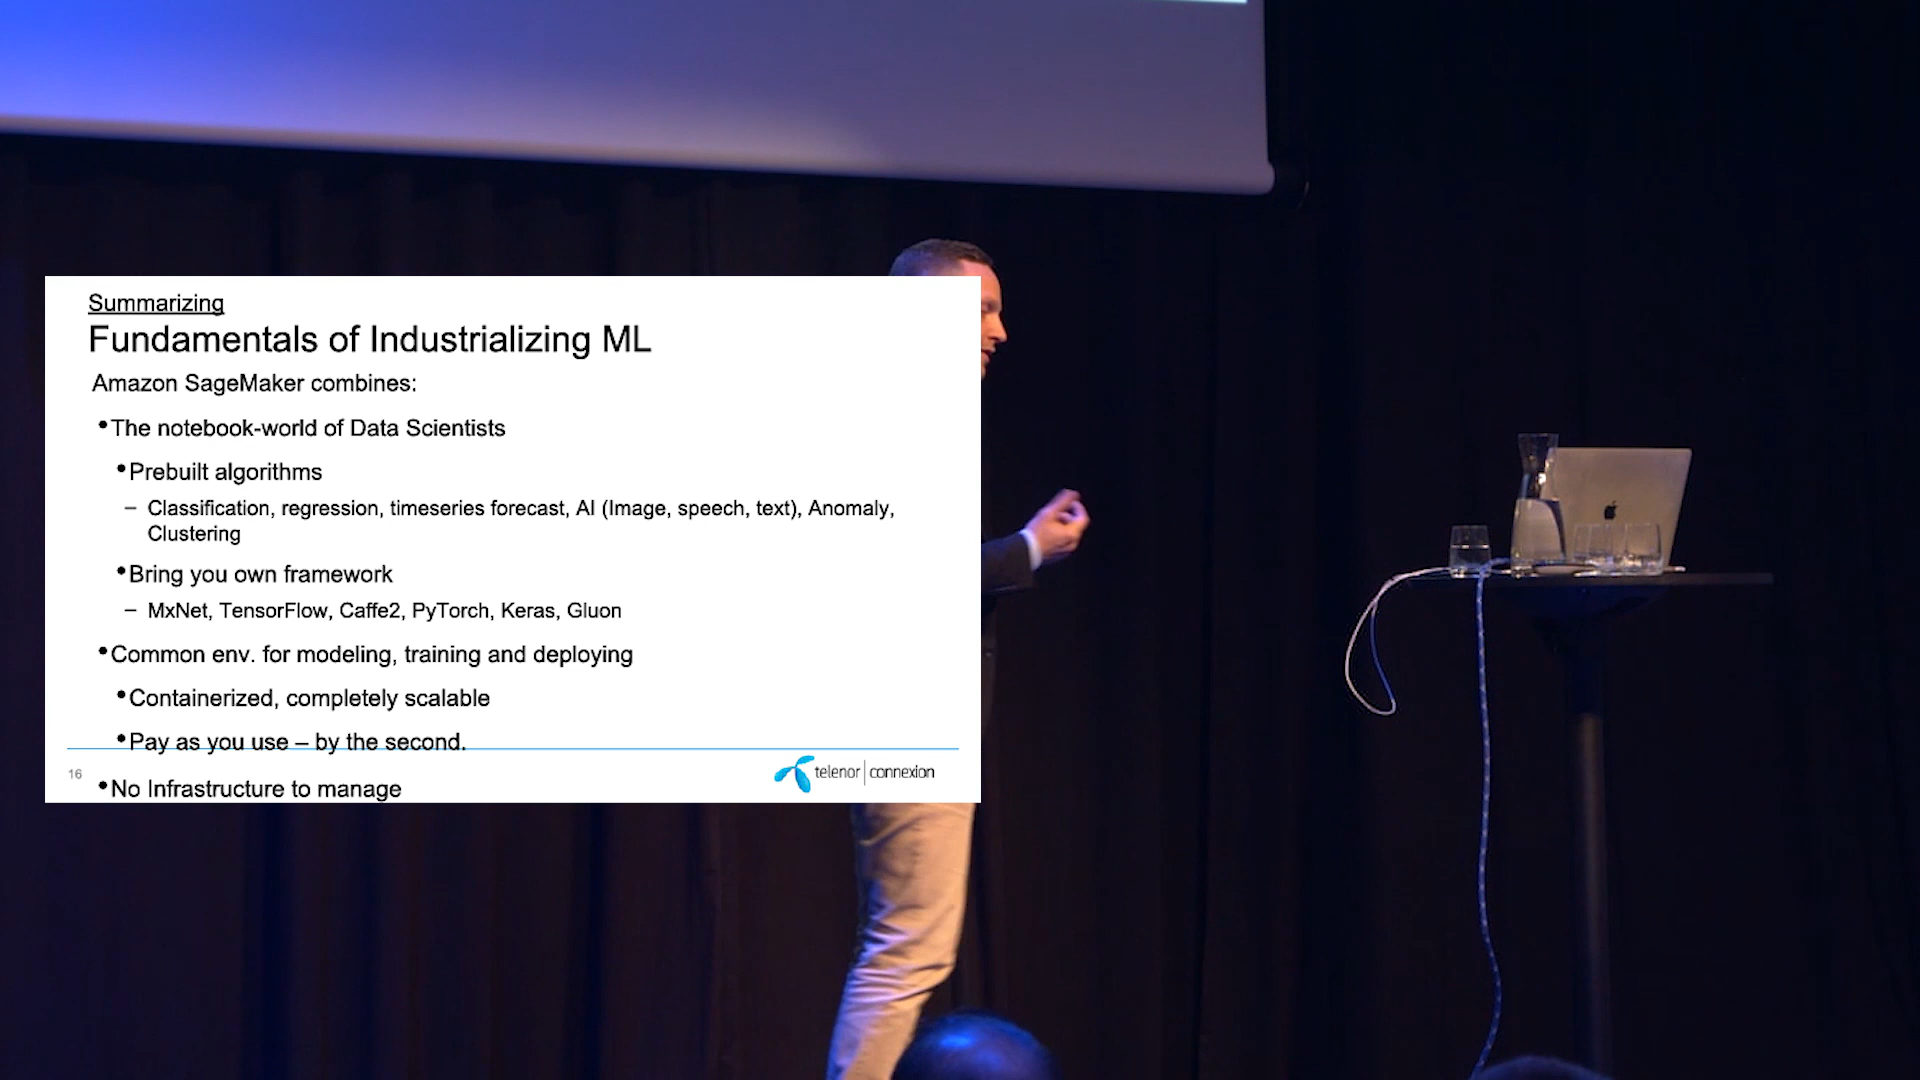 Summarizing
Fundamentals of Industrializing ML
Amazon SageMaker combines:
•The notebook-world of Data Scientists
•Prebuilt algorithms
– Classification, regression, timeseries forecast, AI (Image, speech, text), Anomaly,
Clustering
•Bring you own framework
– MxNet, TensorFlow, Caffe2, PyTorch, Keras, Gluon
•Common env. for modeling, training and deploying
•Containerized, completely scalable
•Pay as you use – by the second.
16
telenor | connexion
•No Infrastructure to manage